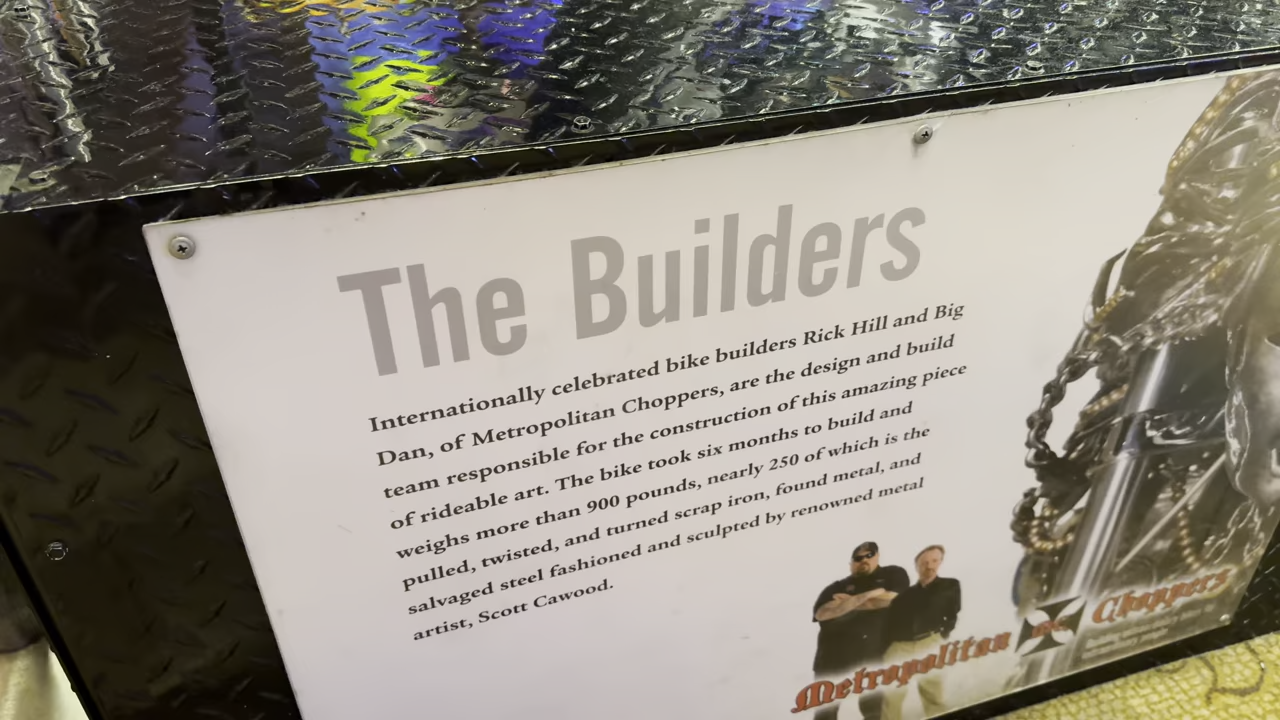 The Builders
Internationally celebrated bike builders Rick Hill and Big
Dan, of Metropolitan Choppers, are the design and build
team responsible for the construction of this amazing piece
of rideable art. The bike took six months to build and
weighs more than 900 pounds, nearly 250 of which is the
pulled, twisted, and turned scrap iron, found metal, and
salvaged steel fashioned and sculpted by renowned metal
artist, Scott Cawood.
Metropolitan Choppers